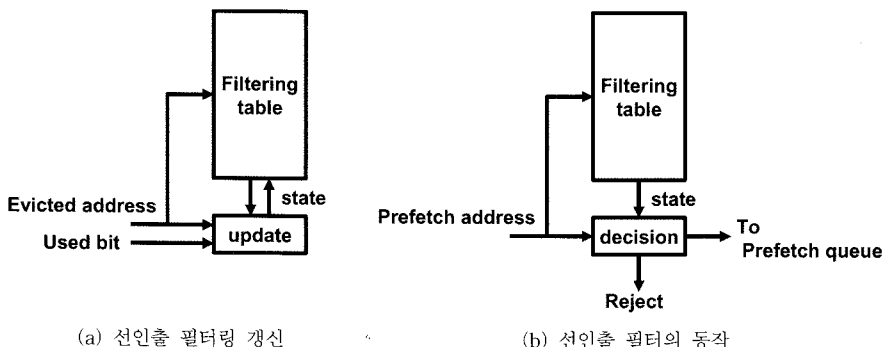 Filtering
table
state
Evicted address
Used bit
update
(a) 선인출 필터링 갱신
Filtering
table
state
Prefetch address
decision
To
Prefetch queue
Reject
(b) 선인출 필터의 동작